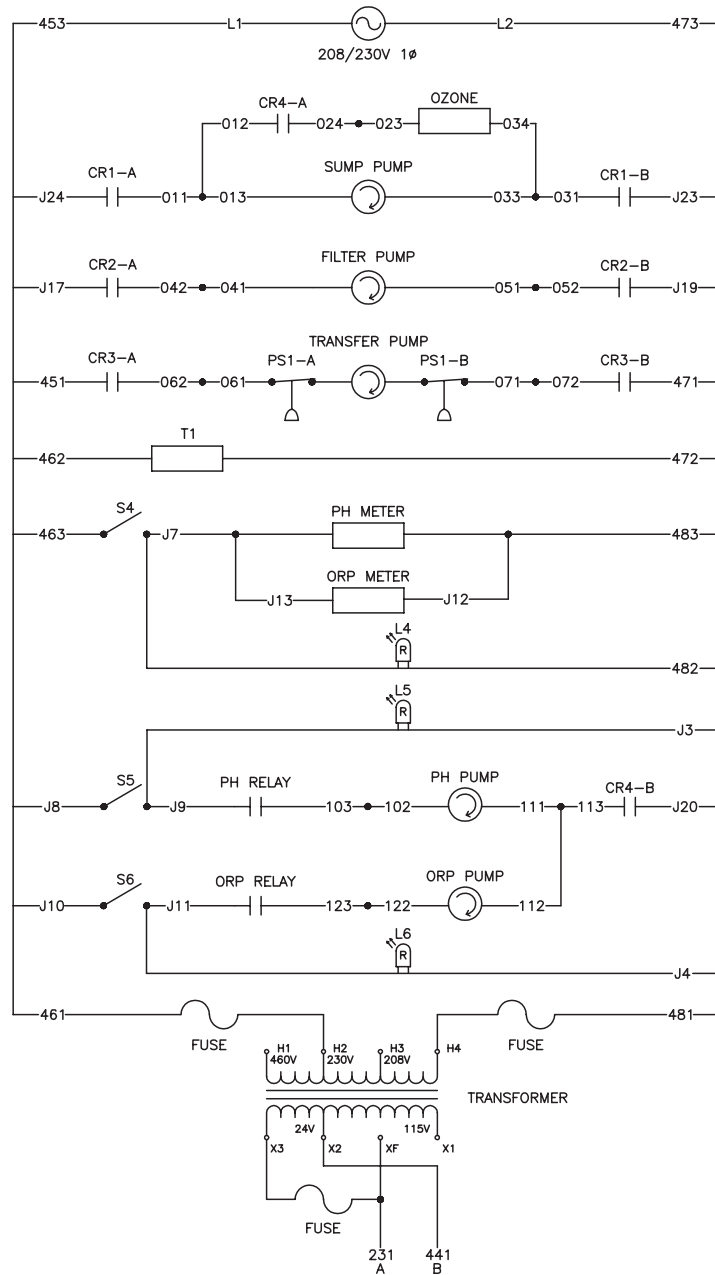 453 L1 L2 473
208/230V 1ø
CR4-A OZONE
012 024 023 034
CR1-A SUMP PUMP CR1-B
J24 011 013 033 031 J23
CR2-A FILTER PUMP CR2-B
J17 042 041 051 052 J19
TRANSFER PUMP
CR3-A PS1-A PS1-B CR3-B
451 062 061 071 072 471
T1
462 472
S4 PH METER
463 J7 483
ORP METER
J13 J12
L4
R
482
L5
R
J3
S5 PH RELAY PH PUMP CR4-B
J8 J9 103 102 111 113 J20
S6 ORP RELAY ORP PUMP
J10 J11 123 122 112
L6
R
J4
461 481
FUSE FUSE
H1 H2 H3 H4
460V 230V 208V
TRANSFORMER
24V 115V
X3 X2 XF X1
FUSE
231 441
A B